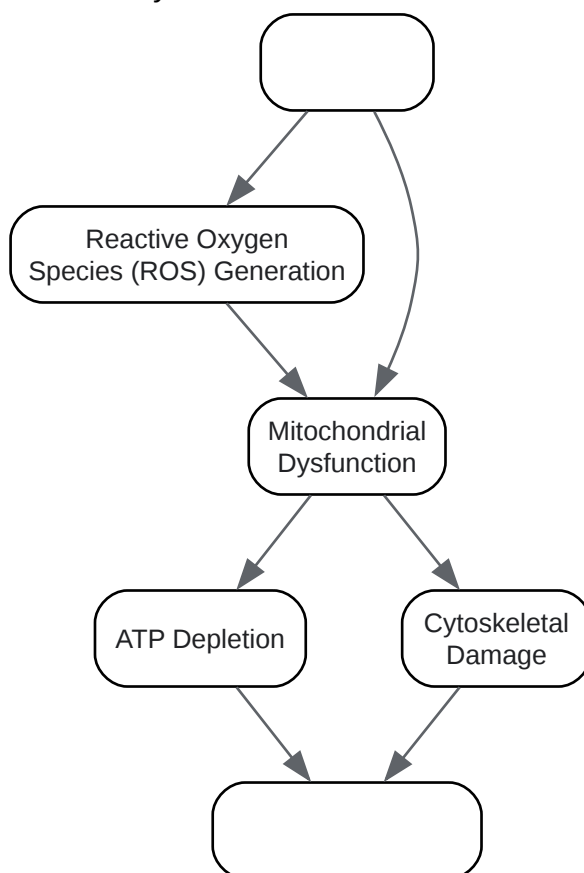 Reactive Oxygen
Species (ROS) Generation
Mitochondrial
Dysfunction
ATP Depletion
Cytoskeletal
Damage